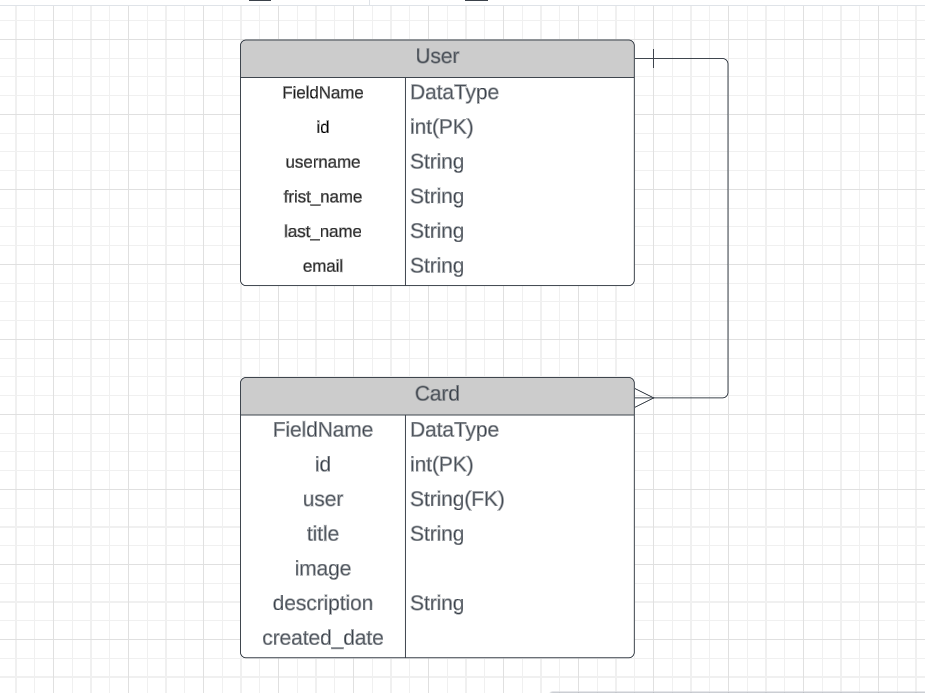 User
FieldName DataType
id int(PK)
username String
frist_name String
last_name String
email String
Card
FieldName DataType
id int(PK)
user String(FK)
title String
image
description String
created_date